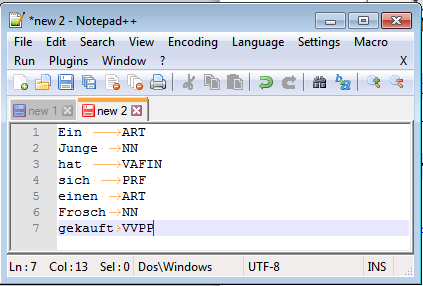 *new 2 - Notepad++
File Edit Search View Encoding Language Settings Macro
Run Plugins Window ? X
new 1 new 2
1 Ein ART
2 Junge NN
3 hat VAFIN
4 sich PRF
5 einen ART
6 Frosch NN
7 gekauft VVPP
Ln:7 Col:13 Sel:0 Dos\Windows UTF-8 INS